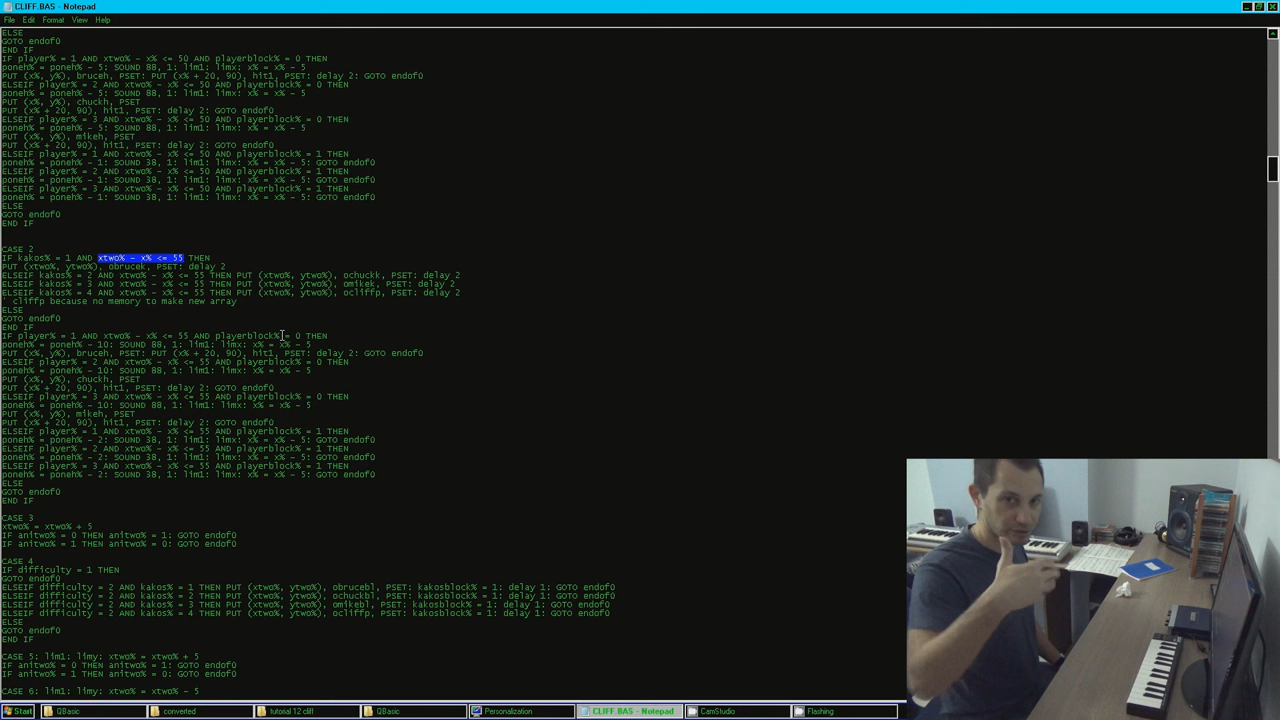 CLIFF.BAS - Notepad
File Edit Format View Help
ELSE
GOTO endof0
END IF
IF player% = 1 AND xtwo% - x% <= 50 AND playerblock% = 0 THEN
poneh% = poneh% - 5: SOUND 88, 1: lim1: limx: x% = x% - 5
PUT (x%, y%), bruceh, PSET: PUT (x% + 20, 90), hit1, PSET: delay 2: GOTO endof0
ELSEIF player% = 2 AND xtwo% - x% <= 50 AND playerblock% = 0 THEN
poneh% = poneh% - 5: SOUND 88, 1: lim1: limx: x% = x% - 5
PUT (x%, y%), chuckh, PSET
PUT (x% + 20, 90), hit1, PSET: delay 2: GOTO endof0
ELSEIF player% = 3 AND xtwo% - x% <= 50 AND playerblock% = 0 THEN
poneh% = poneh% - 5: SOUND 88, 1: lim1: limx: x% = x% - 5
PUT (x%, y%), mikeh, PSET
PUT (x% + 20, 90), hit1, PSET: delay 2: GOTO endof0
ELSEIF player% = 1 AND xtwo% - x% <= 50 AND playerblock% = 1 THEN
poneh% = poneh% - 1: SOUND 38, 1: lim1: limx: x% = x% - 5: GOTO endof0
ELSEIF player% = 2 AND xtwo% - x% <= 50 AND playerblock% = 1 THEN
poneh% = poneh% - 1: SOUND 38, 1: lim1: limx: x% = x% - 5: GOTO endof0
ELSEIF player% = 3 AND xtwo% - x% <= 50 AND playerblock% = 1 THEN
poneh% = poneh% - 1: SOUND 38, 1: lim1: limx: x% = x% - 5: GOTO endof0
ELSE
GOTO endof0
END IF
CASE 2
IF kakos% = 1 AND xtwo% - x% <= 55 THEN
PUT (xtwo%, ytwo%), obrucek, PSET: delay 2
ELSEIF kakos% = 2 AND xtwo% - x% <= 55 THEN PUT (xtwo%, ytwo%), ochuckk, PSET: delay 2
ELSEIF kakos% = 3 AND xtwo% - x% <= 55 THEN PUT (xtwo%, ytwo%), omikek, PSET: delay 2
ELSEIF kakos% = 4 AND xtwo% - x% <= 55 THEN PUT (xtwo%, ytwo%), ocliffp, PSET: delay 2
' cliffp because no memory to make new array
ELSE
GOTO endof0
END IF
IF player% = 1 AND xtwo% - x% <= 55 AND playerblock% = 0 THEN
poneh% = poneh% - 10: SOUND 88, 1: lim1: limx: x% = x% - 5
PUT (x%, y%), bruceh, PSET: PUT (x% + 20, 90), hit1, PSET: delay 2: GOTO endof0
ELSEIF player% = 2 AND xtwo% - x% <= 55 AND playerblock% = 0 THEN
poneh% = poneh% - 10: SOUND 88, 1: lim1: limx: x% = x% - 5
PUT (x%, y%), chuckh, PSET
PUT (x% + 20, 90), hit1, PSET: delay 2: GOTO endof0
ELSEIF player% = 3 AND xtwo% - x% <= 55 AND playerblock% = 0 THEN
poneh% = poneh% - 10: SOUND 88, 1: lim1: limx: x% = x% - 5
PUT (x%, y%), mikeh, PSET
PUT (x% + 20, 90), hit1, PSET: delay 2: GOTO endof0
ELSEIF player% = 1 AND xtwo% - x% <= 55 AND playerblock% = 1 THEN
poneh% = poneh% - 2: SOUND 38, 1: lim1: limx: x% = x% - 5: GOTO endof0
ELSEIF player% = 2 AND xtwo% - x% <= 55 AND playerblock% = 1 THEN
poneh% = poneh% - 2: SOUND 38, 1: lim1: limx: x% = x% - 5: GOTO endof0
ELSEIF player% = 3 AND xtwo% - x% <= 55 AND playerblock% = 1 THEN
poneh% = poneh% - 2: SOUND 38, 1: lim1: limx: x% = x% - 5: GOTO endof0
ELSE
GOTO endof0
END IF
CASE 3
xtwo% = xtwo% + 5
IF anitwo% = 0 THEN anitwo% = 1: GOTO endof0
IF anitwo% = 1 THEN anitwo% = 0: GOTO endof0
CASE 4
IF difficulty = 1 THEN
GOTO endof0
ELSEIF difficulty = 2 AND kakos% = 1 THEN PUT (xtwo%, ytwo%), obrucebl, PSET: kakosblock% = 1: delay 1: GOTO endof0
ELSEIF difficulty = 2 AND kakos% = 2 THEN PUT (xtwo%, ytwo%), ochuckbl, PSET: kakosblock% = 1: delay 1: GOTO endof0
ELSEIF difficulty = 2 AND kakos% = 3 THEN PUT (xtwo%, ytwo%), omikebl, PSET: kakosblock% = 1: delay 1: GOTO endof0
ELSEIF difficulty = 2 AND kakos% = 4 THEN PUT (xtwo%, ytwo%), ocliffp, PSET: kakosblock% = 1: delay 1: GOTO endof0
ELSE
GOTO endof0
END IF
CASE 5: lim1: limy: xtwo% = xtwo% + 5
IF anitwo% = 0 THEN anitwo% = 1: GOTO endof0
IF anitwo% = 1 THEN anitwo% = 0: GOTO endof0
CASE 6: lim1: limy: xtwo% = xtwo% - 5
Start QBasic converted tutorial 12 cliff QBasic Personalization CLIFF.BAS - Notepad CamStudio Flashing